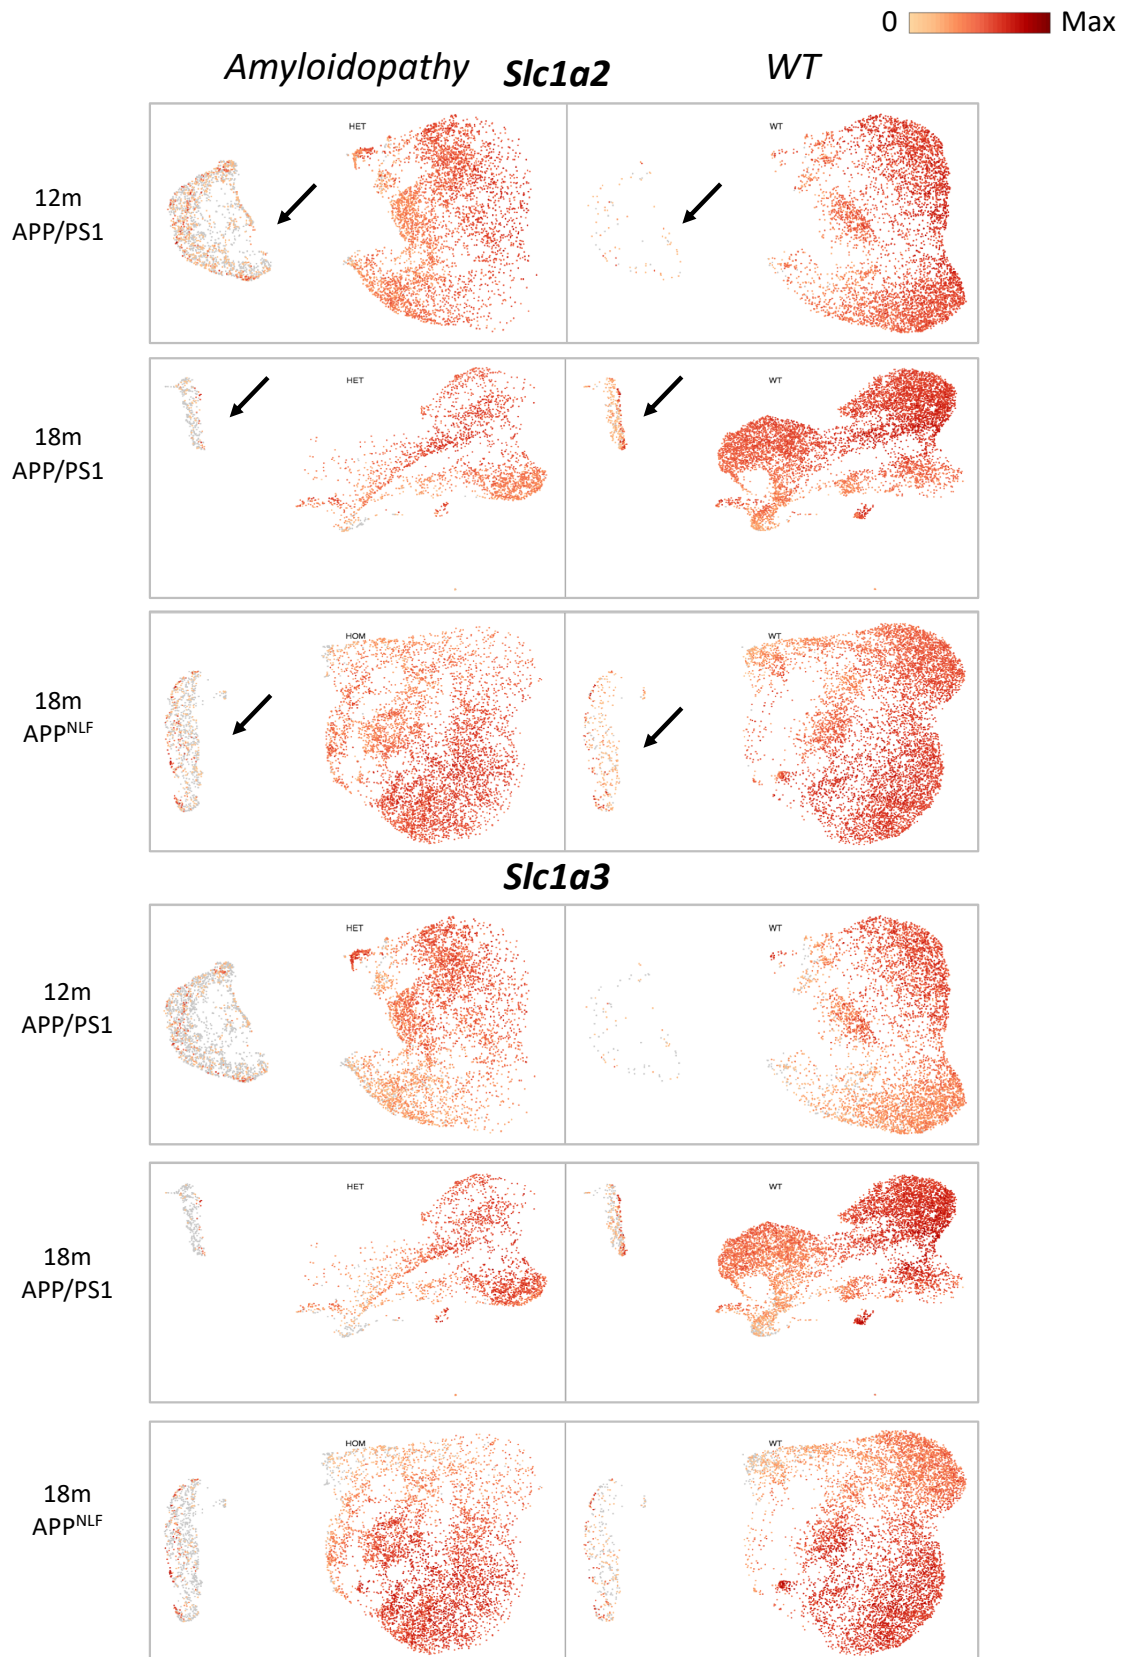 0 Max
Amyloidopathy Slc1a2 WT
HET WT
12m
APP/PS1
HET WT
18m
APP/PS1
HOM WT
18m
APPNLF
Slc1a3
HET WT
12m
APP/PS1
HET WT
18m
APP/PS1
HOM WT
18m
APPNLF